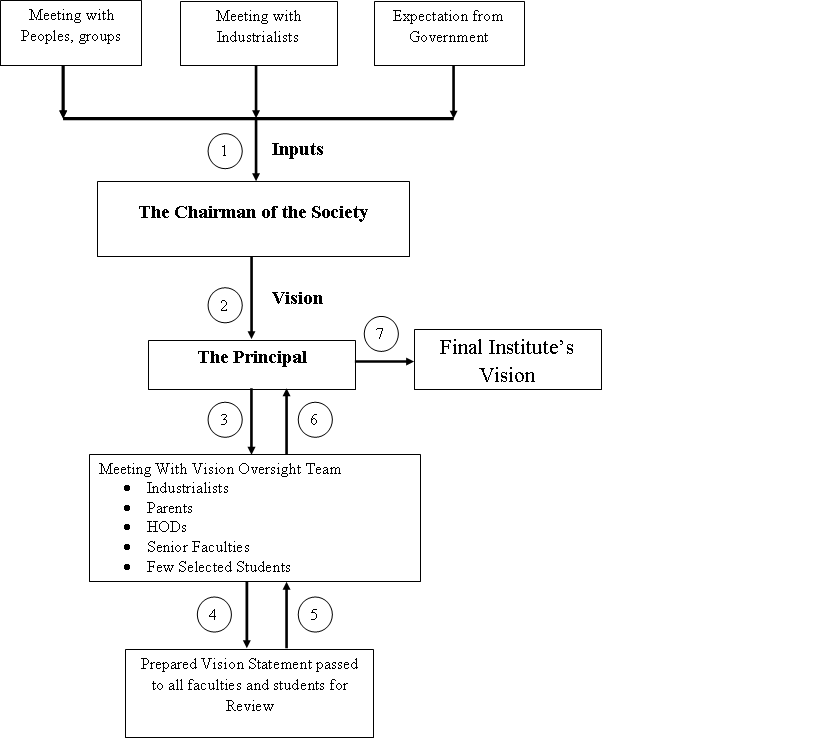 Meeting with
Peoples, groups
Meeting with
Industrialists
Expectation from
Government
1
Inputs
The Chairman of the Society
2
Vision
7
The Principal
Final Institute's
Vision
3
6
Meeting With Vision Oversight Team
• Industrialists
• Parents
• HODs
• Senior Faculties
• Few Selected Students
4
5
Prepared Vision Statement passed
to all faculties and students for
Review